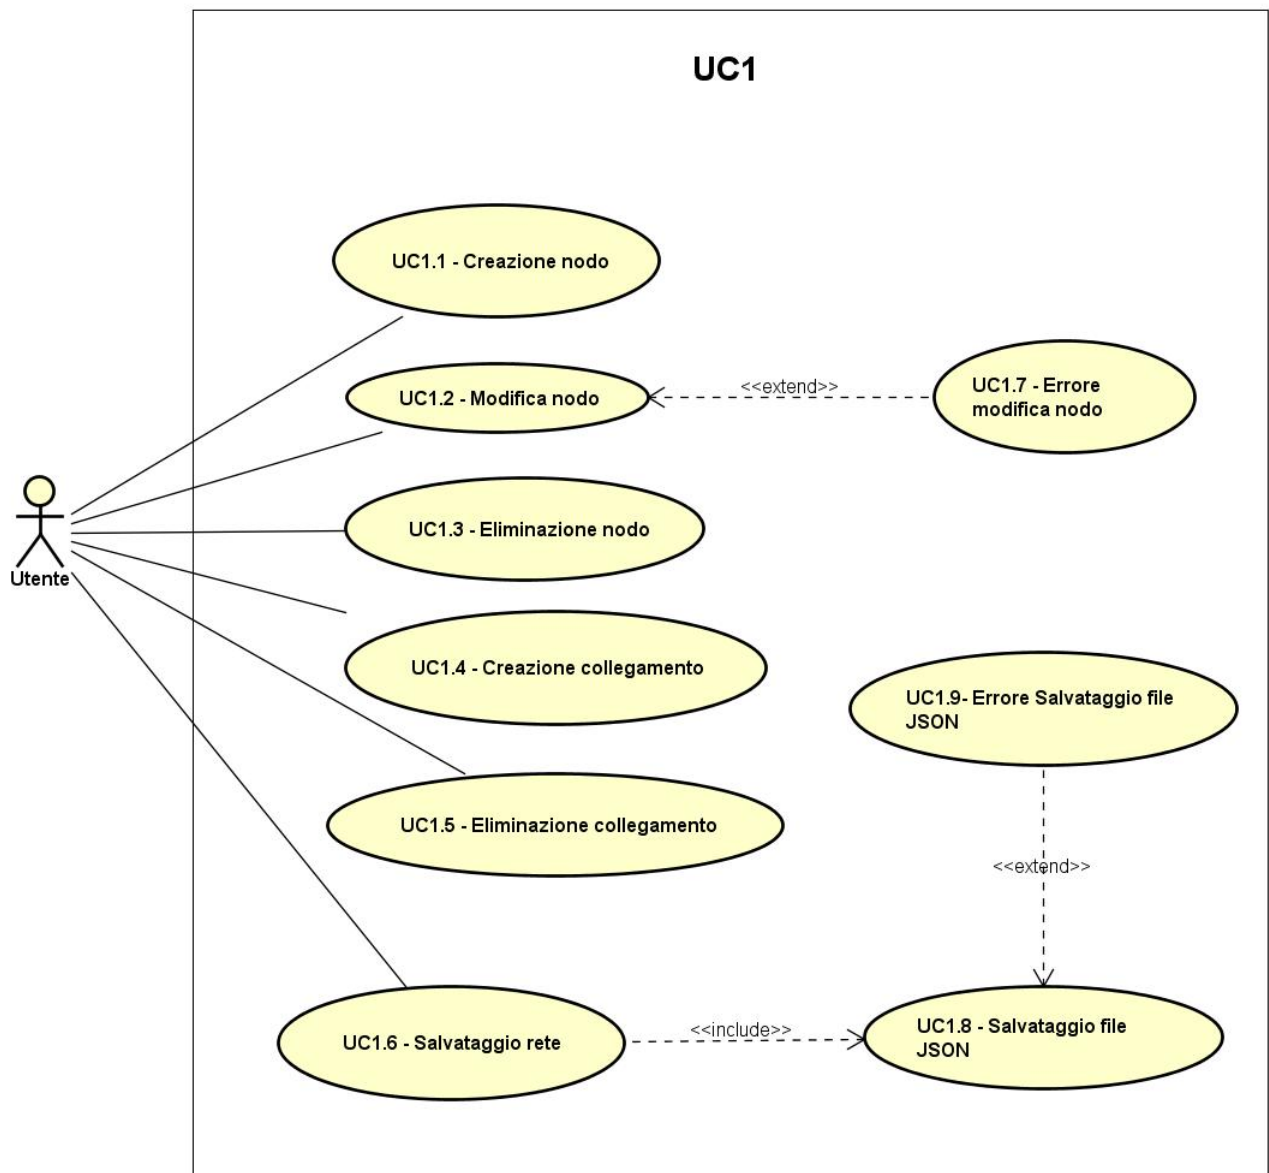 UC1
UC1.1 - Creazione nodo
UC1.2 - Modifica nodo
<<extend>>
UC1.7 - Errore
modifica nodo
UC1.3 - Eliminazione nodo
Utente
UC1.4 - Creazione collegamento
UC1.9- Errore Salvataggio file
JSON
UC1.5 - Eliminazione collegamento
<<extend>>
UC1.6 - Salvataggio rete
<<include>>
UC1.8 - Salvataggio file
JSON